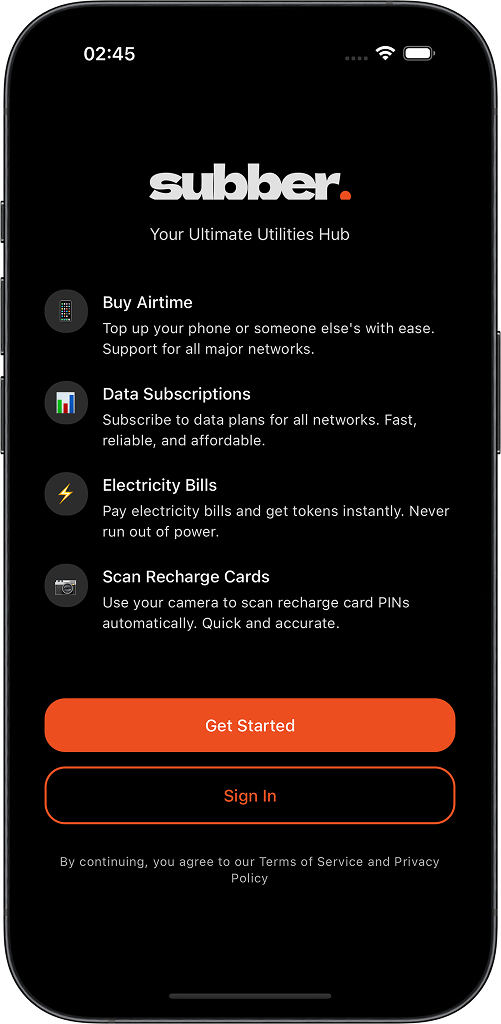 02:45
subber.
Your Ultimate Utilities Hub
Buy Airtime
Top up your phone or someone else's with ease.
Support for all major networks.
Data Subscriptions
Subscribe to data plans for all networks. Fast,
reliable, and affordable.
Electricity Bills
Pay electricity bills and get tokens instantly. Never
run out of power.
Scan Recharge Cards
Use your camera to scan recharge card PINs
automatically. Quick and accurate.
Get Started
Sign In
By continuing, you agree to our Terms of Service and Privacy
Policy